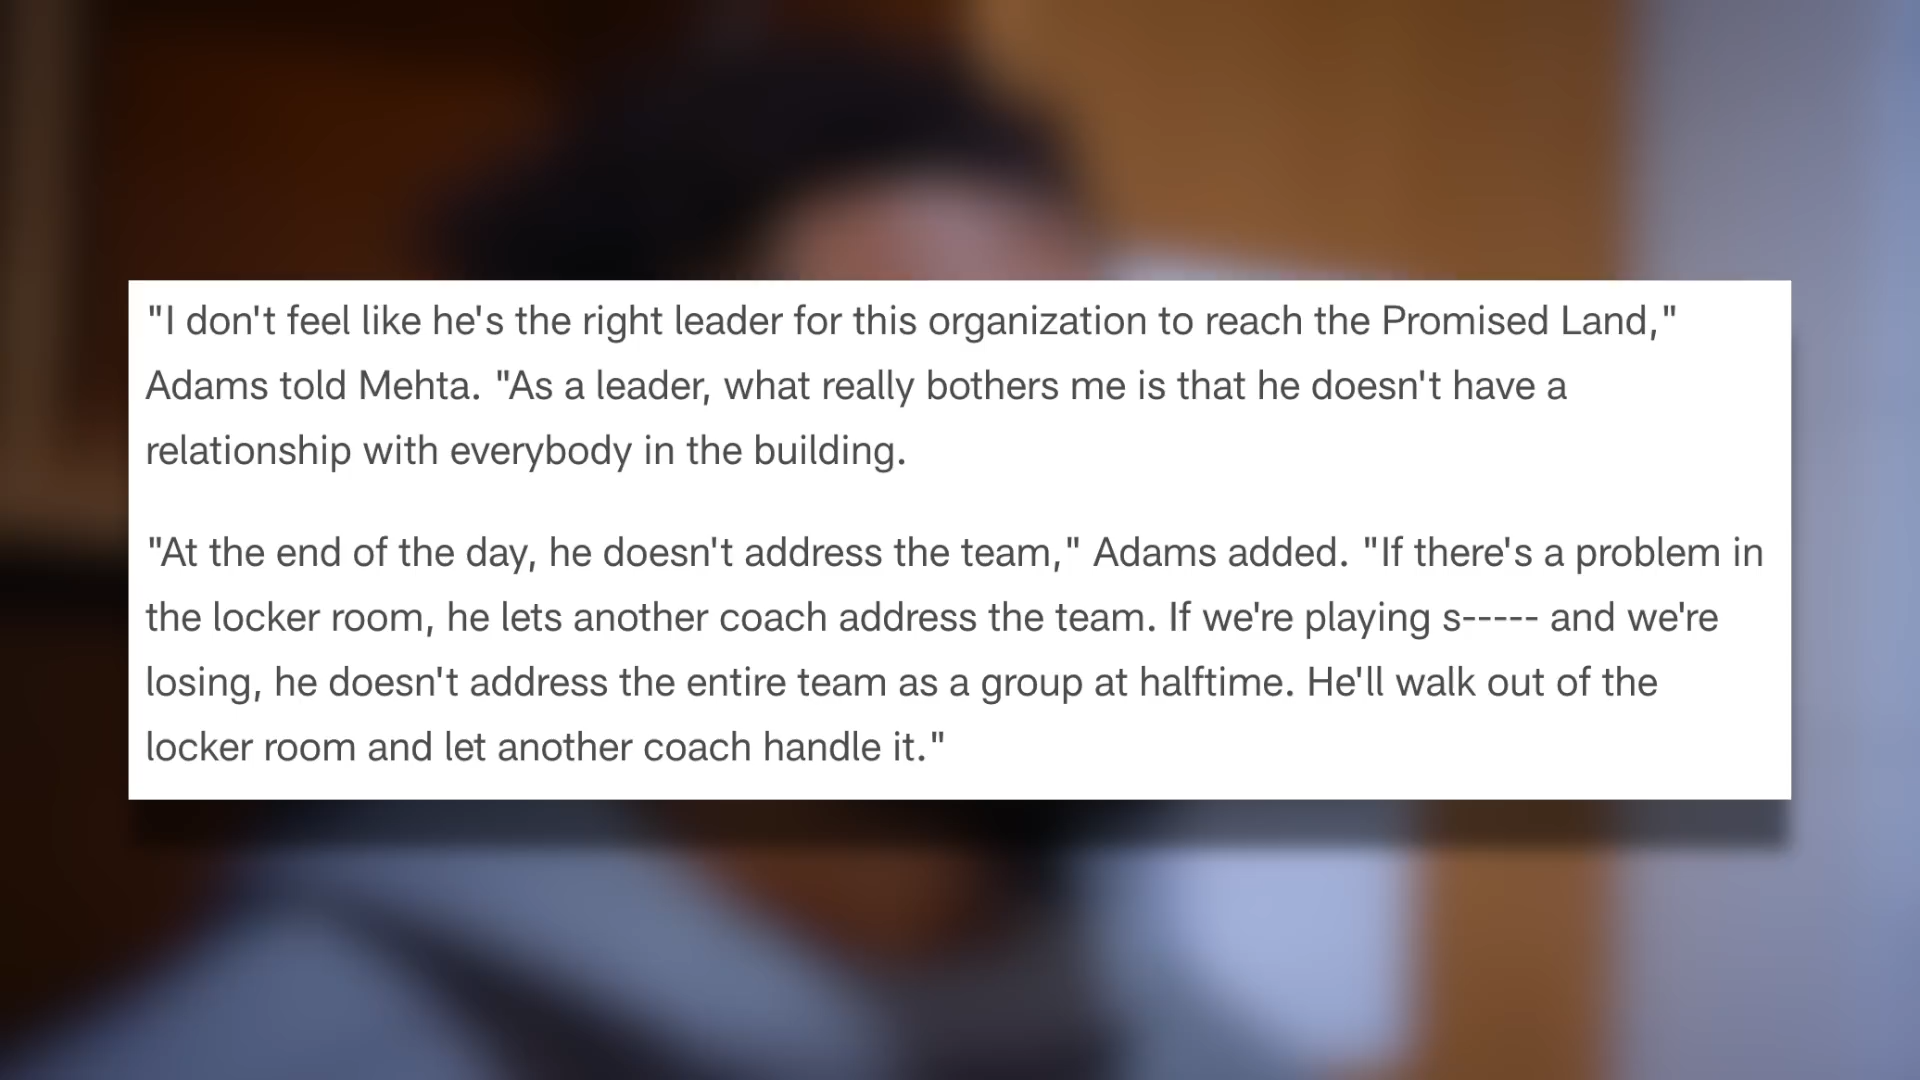 "I don't feel like he's the right leader for this organization to reach the Promised Land,"
Adams told Mehta. "As a leader, what really bothers me is that he doesn't have a
relationship with everybody in the building.
"At the end of the day, he doesn't address the team," Adams added. "If there's a problem in
the locker room, he lets another coach address the team. If we're playing s----- and we're
losing, he doesn't address the entire team as a group at halftime. He'll walk out of the
locker room and let another coach handle it."